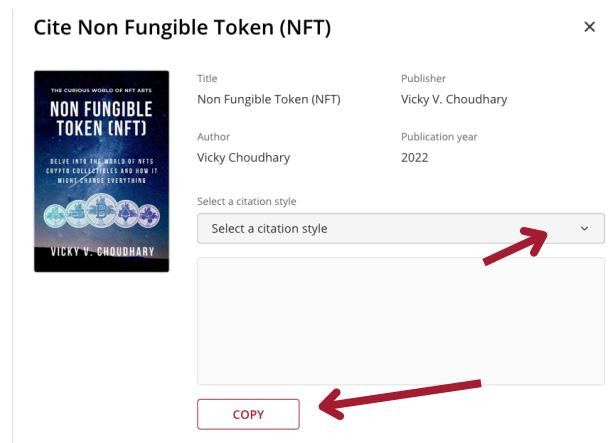 Cite Non Fungible Token (NFT)
THE CURIOUS WORLD OF NFT ARTS
NON FUNGIBLE
TOKEN (NFT)
DELVE INTO THE WORLD OF NFTS
CRYPTO COLLECTIBLES AND HOW IT
MIGHT CHANGE EVERYTHING
VICKY V. CHOUDHARY
Title
Non Fungible Token (NFT)
Publisher
Vicky V. Choudhary
Author
Vicky Choudhary
Publication year
2022
Select a citation style
Select a citation style
COPY